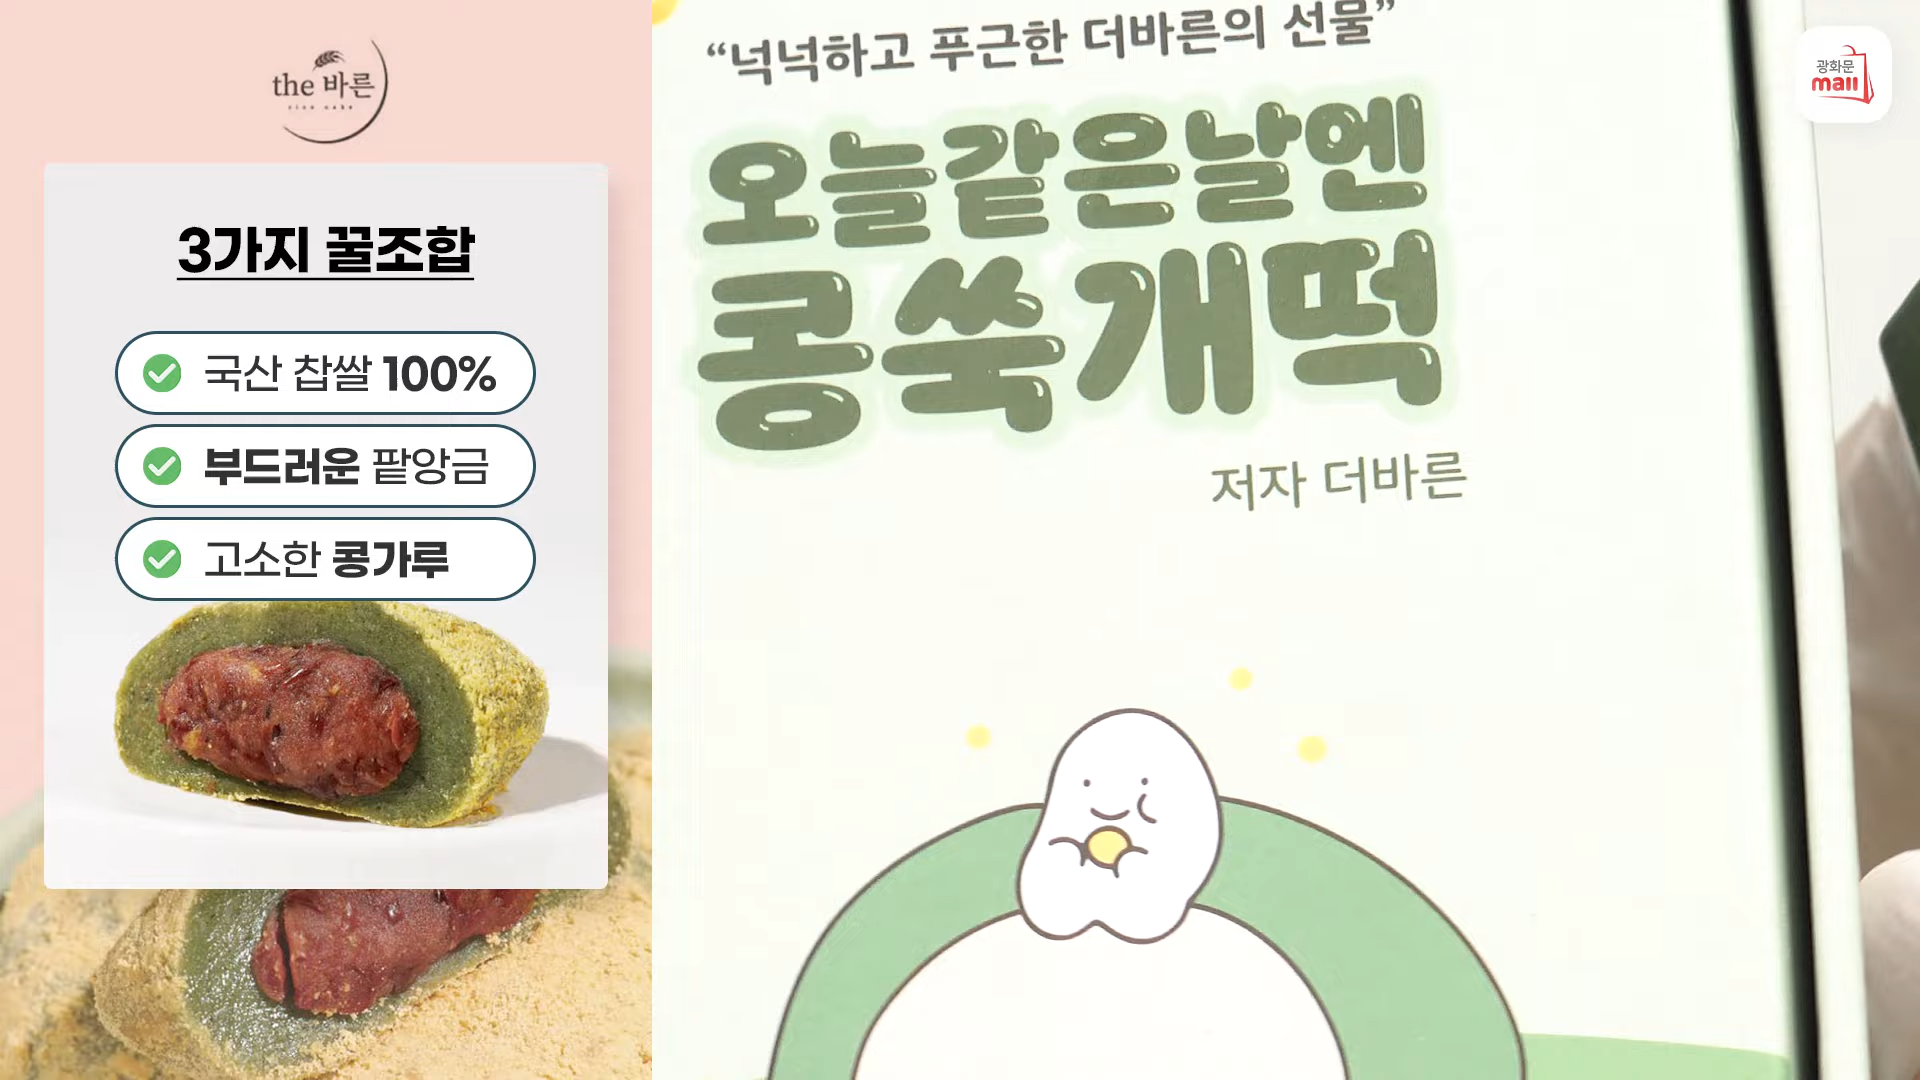 the 바른
rice cake
3가지 꿀조합
국산 찹쌀 100%
부드러운 팥앙금
고소한 콩가루
“넉넉하고 푸근한 더바른의 선물”
오늘같은날엔
콩쑥개떡
저자 더바른
광화문
mall